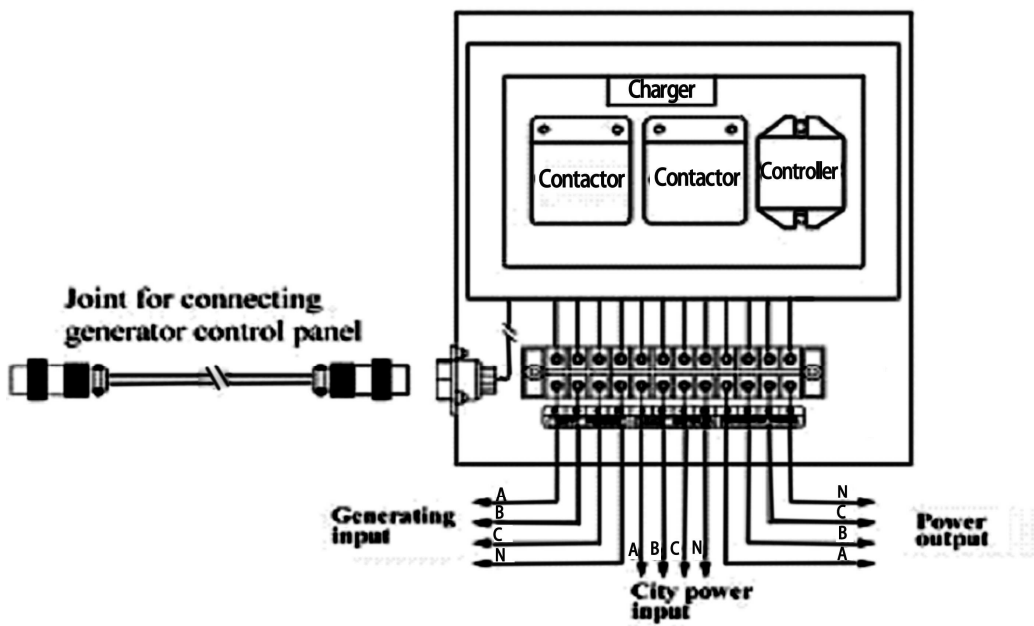 Charger
Contactor
Contactor
Controller
Joint for connecting
generator control panel
A
B
C
N
Generating
input
A
B
C
N
City power
input
N
C
B
A
Power
output